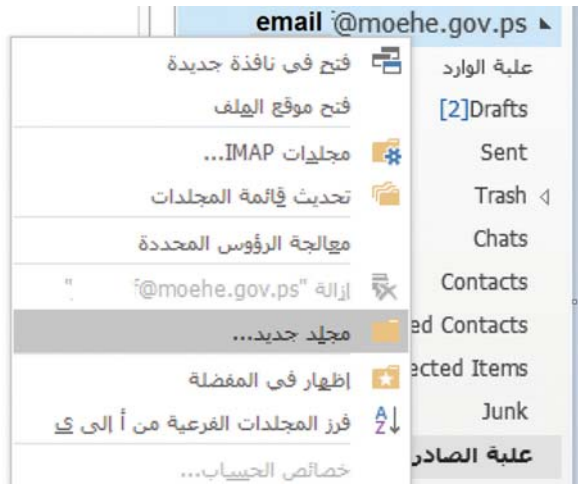 email @moehe.gov.ps
علبة الوارد
[2]Drafts
Sent
Trash
Chats
Contacts
ed Contacts
ected Items
Junk
علبة الصادر
فتح في نافذة جديدة
فتح موقع الملف
مجلدات IMAP...
تحديث قائمة المجلدات
معالجة الرؤوس المحددة
إزالة "f@moehe.gov.ps"
مجلد جديد...
إظهار في المفضلة
فرز المجلدات الفرعية من أ إلى ي
خصائص الحساب...